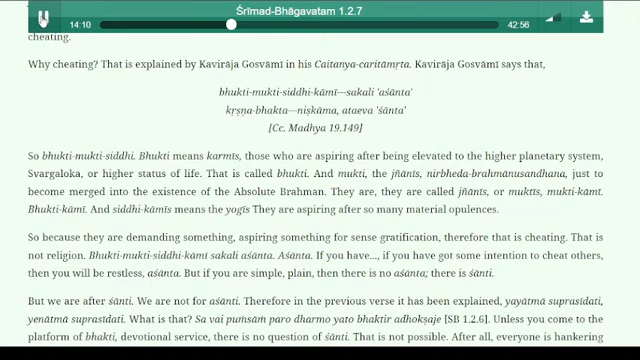 Śrīmad-Bhāgavatam 1.2.7
14:10
42:56
cheating.
Why cheating? That is explained by Kavirāja Gosvāmī in his Caitanya-caritāmṛta. Kavirāja Gosvāmī says that,
bhukti-mukti-siddhi-kāmī—sakali 'aśānta'
kṛṣṇa-bhakta—niṣkāma, ataeva 'śānta'
[Cc. Madhya 19.149]
So bhukti-mukti-siddhi. Bhukti means karmīs, those who are aspiring after being elevated to the higher planetary system,
Svargaloka, or higher status of life. That is called bhukti. And mukti, the jñānīs, nirbheda-brahmānusandhana, just to
become merged into the existence of the Absolute Brahman. They are, they are called jñānīs, or muktīs, mukti-kāmī.
Bhukti-kāmī. And siddhi-kāmīs means the yogīs They are aspiring after so many material opulences.
So because they are demanding something, aspiring something for sense gratification, therefore that is cheating. That is
not religion. Bhukti-mukti-siddhi-kāmī sakali aśānta. Aśānta. If you have..., if you have got some intention to cheat others,
then you will be restless, aśānta. But if you are simple, plain, then there is no aśānta; there is śānti.
But we are after śānti. We are not for aśānti. Therefore in the previous verse it has been explained, yayātmā suprasīdati,
yenātmā suprasīdati. What is that? Sa vai puṁsāṁ paro dharmo yato bhaktir adhokṣaje [SB 1.2.6]. Unless you come to the
platform of bhakti, devotional service, there is no question of śānti. That is not possible. After all, everyone is hankering